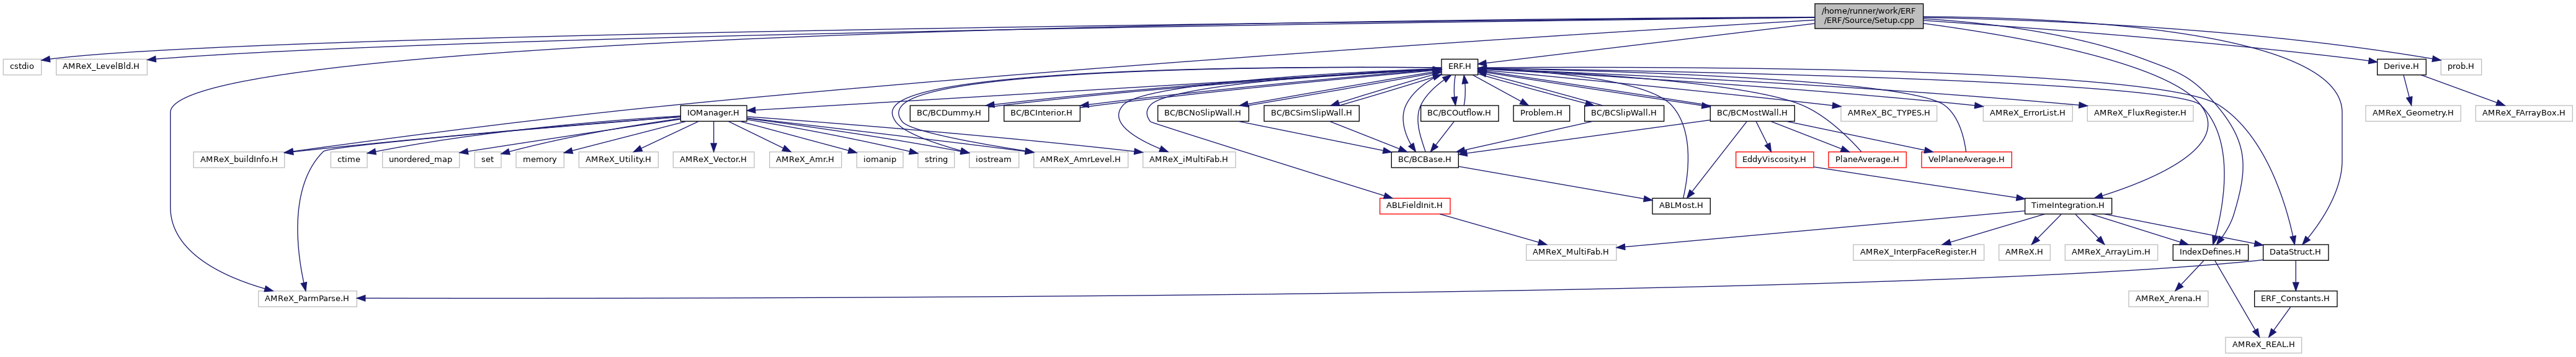 /home/runner/work/ERF
/ERF/Source/Setup.cpp
cstdio
AMReX_LevelBld.H
ERF.H
Derive.H
prob.H
IOManager.H
BC/BCDummy.H
BC/BCInterior.H
BC/BCNoSlipWall.H
BC/BCSimSlipWall.H
BC/BCOutflow.H
Problem.H
BC/BCSlipWall.H
BC/BCMostWall.H
AMReX_BC_TYPES.H
AMReX_ErrorList.H
AMReX_FluxRegister.H
AMReX_Geometry.H
AMReX_FArrayBox.H
AMReX_buildInfo.H
ctime
unordered_map
set
memory
AMReX_Utility.H
AMReX_Vector.H
AMReX_Amr.H
iomanip
string
iostream
AMReX_AmrLevel.H
AMReX_iMultiFab.H
BC/BCBase.H
EddyViscosity.H
PlaneAverage.H
VelPlaneAverage.H
ABLFieldInit.H
ABLMost.H
TimeIntegration.H
AMReX_MultiFab.H
AMReX_InterpFaceRegister.H
AMReX.H
AMReX_ArrayLim.H
IndexDefines.H
DataStruct.H
AMReX_ParmParse.H
AMReX_Arena.H
ERF_Constants.H
AMReX_REAL.H